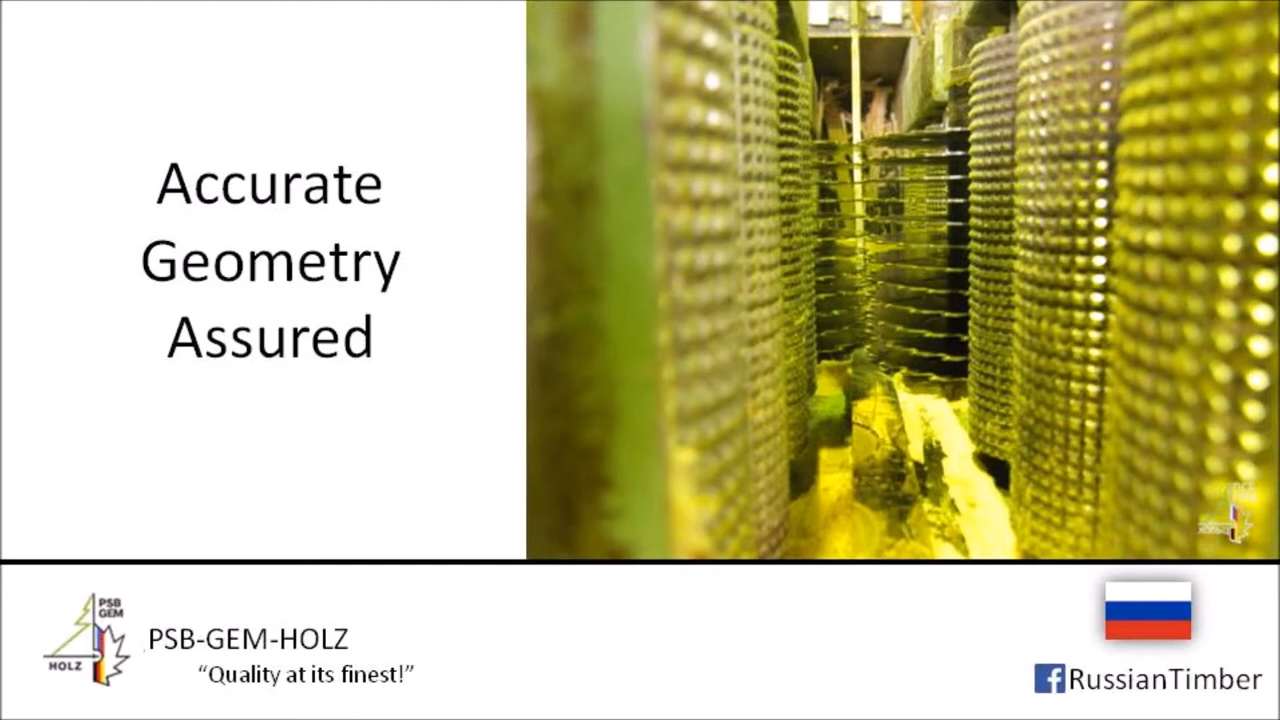 Accurate
Geometry
Assured
PSB
GEM
HOLZ
PSB-GEM-HOLZ
“Quality at its finest!”
RussianTimber